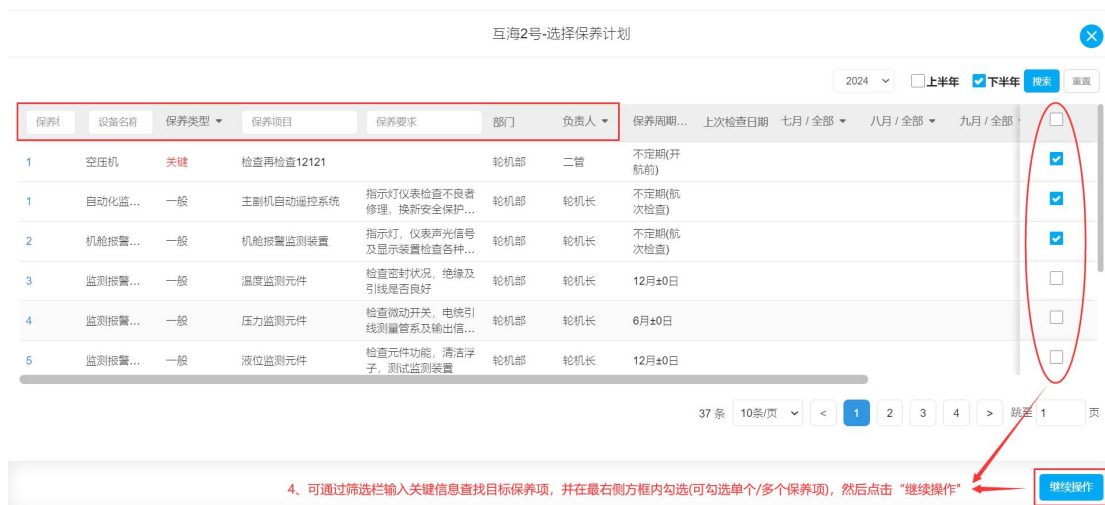 互海2号-选择保养计划
2024 上半年 下半年 搜索 重置
设备名称 保养类型 保养项目 保养要求 部门 负责人 保养周期... 上次检查日期 七月 / 全部 八月 / 全部 九月 / 全部
1 空压机 关键 检查再检查12121 轮机部 二管 不定期(开
航前)
1 自动化监... 一般 主副机自动遥控系统 指示灯仪表检查不良者
修理，换新安全保护... 轮机部 轮机长 不定期(航
次检查)
2 机舱报警... 一般 机舱报警监测装置 指示灯，仪表声光信号
及显示装置检查各种... 轮机部 轮机长 不定期(航
次检查)
3 监测报警... 一般 温度监测元件 检查密封状况，绝缘及
引线是否良好 轮机部 轮机长 12月±0日
4 监测报警... 一般 压力监测元件 检查微动开关，电统引
线测量管系及输出信... 轮机部 轮机长 6月±0日
5 监测报警... 一般 液位监测元件 检查元件功能，清洁浮
子，测试监测装置 轮机部 轮机长 12月±0日
37 条 10条/页 < 1 2 3 4 > 跳至 1 页
4、可通过筛选栏输入关键信息查找目标保养项，并在最右侧方框内勾选(可勾选单个/多个保养项)，然后点击“继续操作"
继续操作